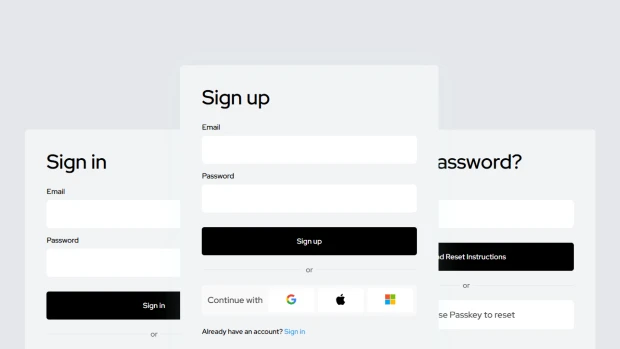 Sign up
Email
Password
Sign up
or
Continue with
Already have an account? Sign in
Sign in
Email
Password
Sign in
or
assword?
d Reset Instructions
or
se Passkey to reset